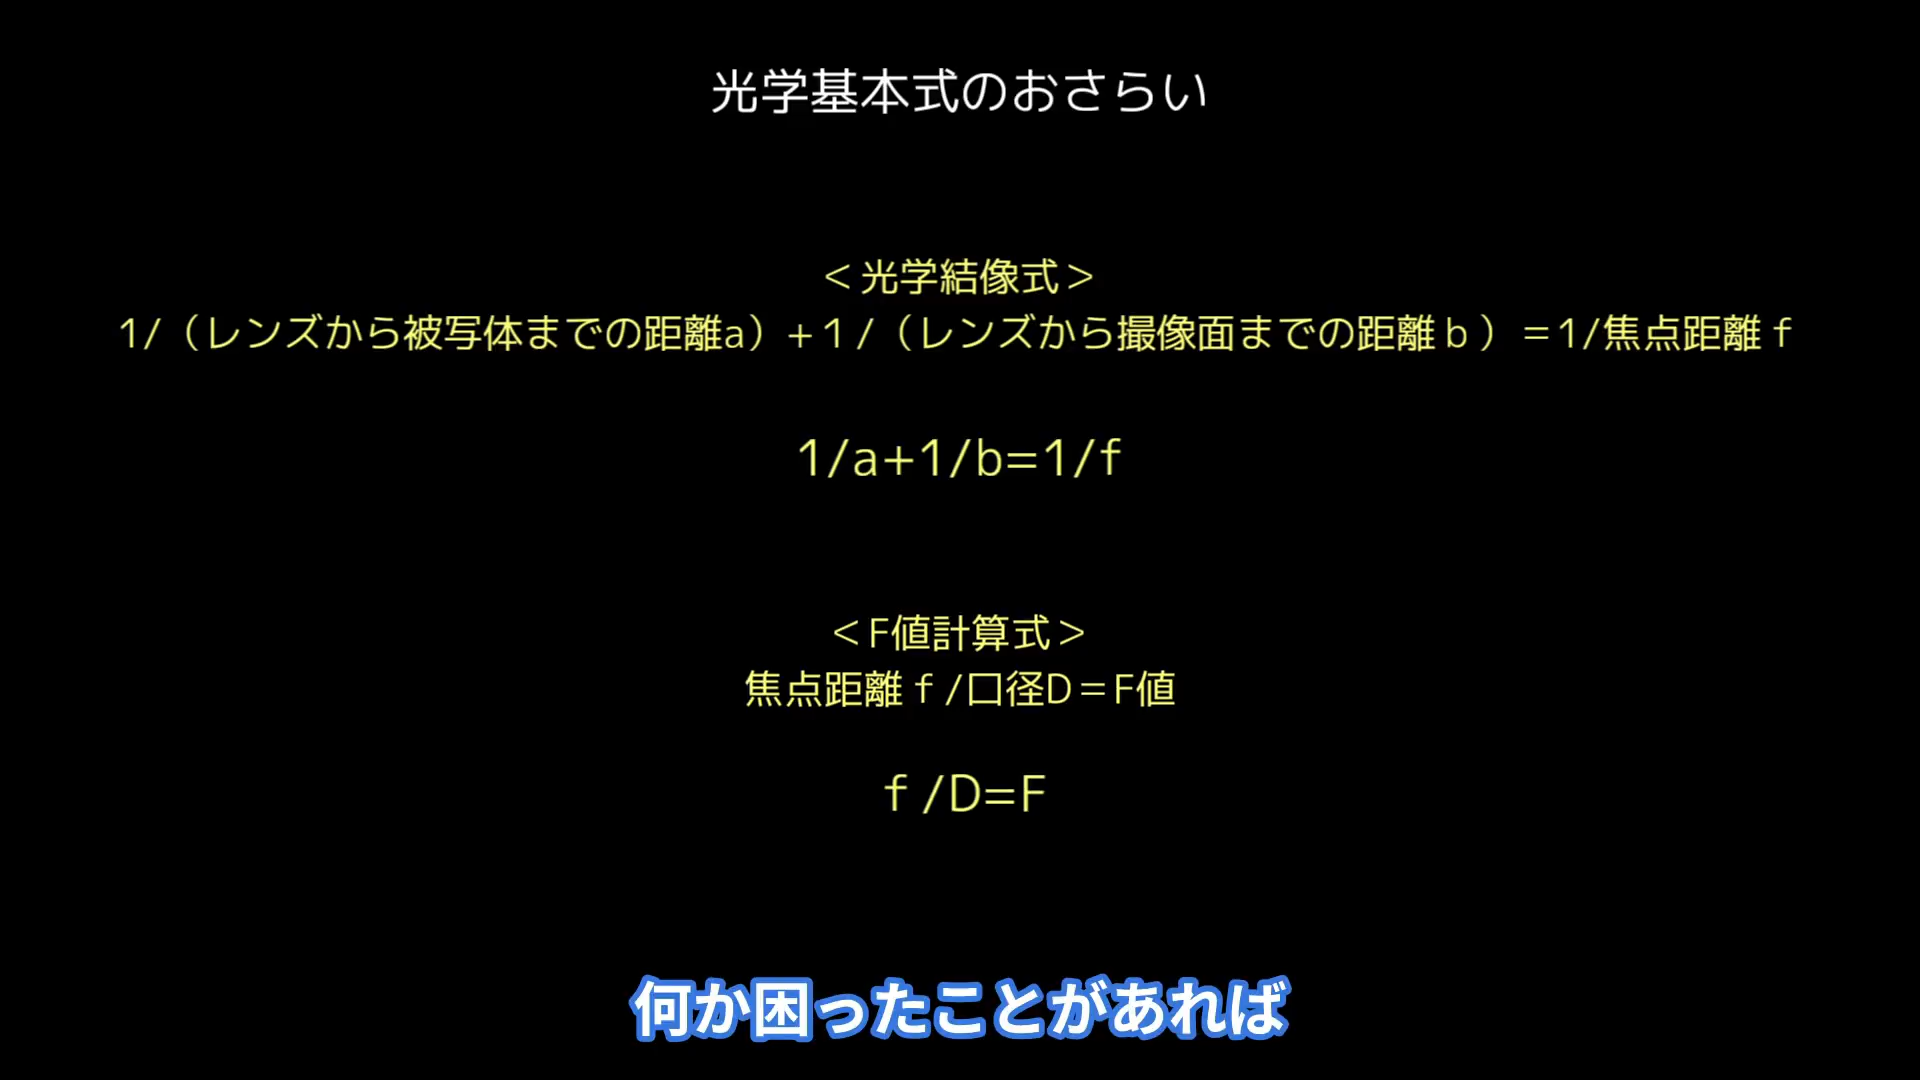 光学基本式のおさらい
＜光学結像式＞
1/（レンズから被写体までの距離a）+１/（レンズから撮像面までの距離ｂ）＝1/焦点距離ｆ
1/a+1/b=1/f
＜F値計算式＞
焦点距離ｆ/口径D＝F値
ｆ/D=F
何か困ったことがあれば